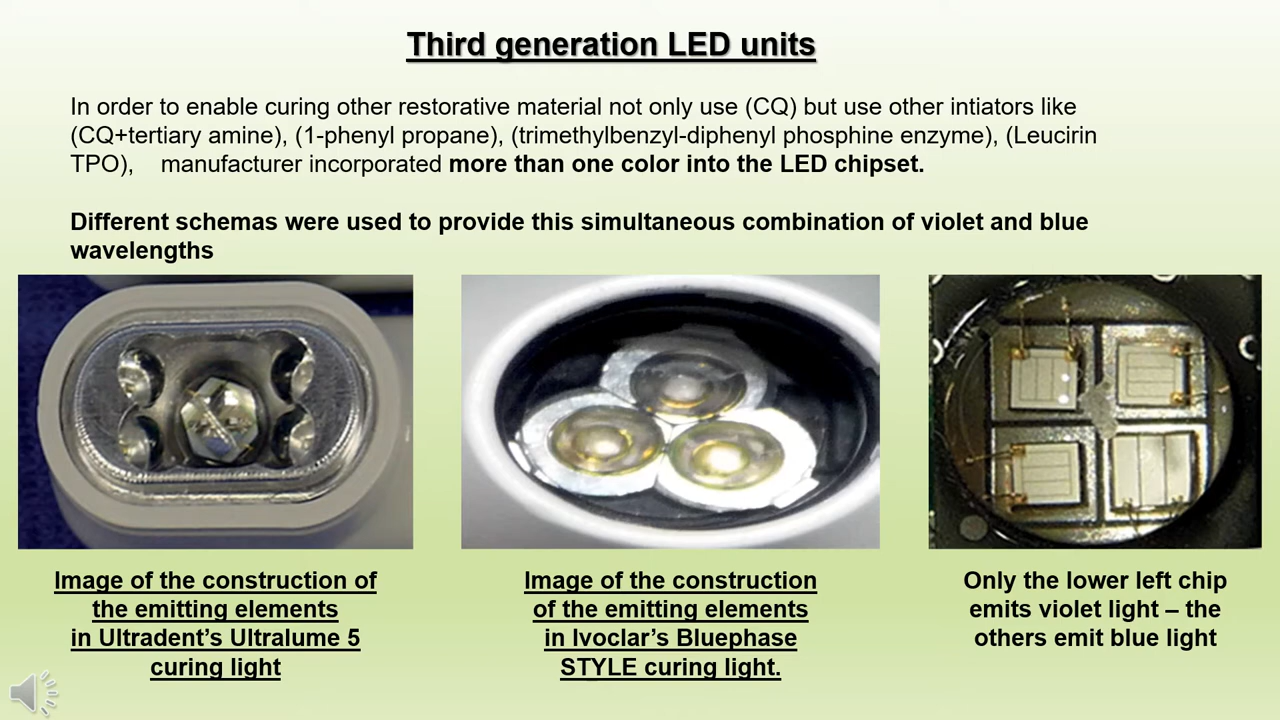 Third generation LED units
In order to enable curing other restorative material not only use (CQ) but use other intiators like
(CQ+tertiary amine), (1-phenyl propane), (trimethylbenzyl-diphenyl phosphine enzyme), (Leucirin
TPO), manufacturer incorporated more than one color into the LED chipset.
Different schemas were used to provide this simultaneous combination of violet and blue
wavelengths
Image of the construction of
the emitting elements
in Ultradent’s Ultralume 5
curing light
Image of the construction
of the emitting elements
in Ivoclar’s Bluephase
STYLE curing light.
Only the lower left chip
emits violet light – the
others emit blue light